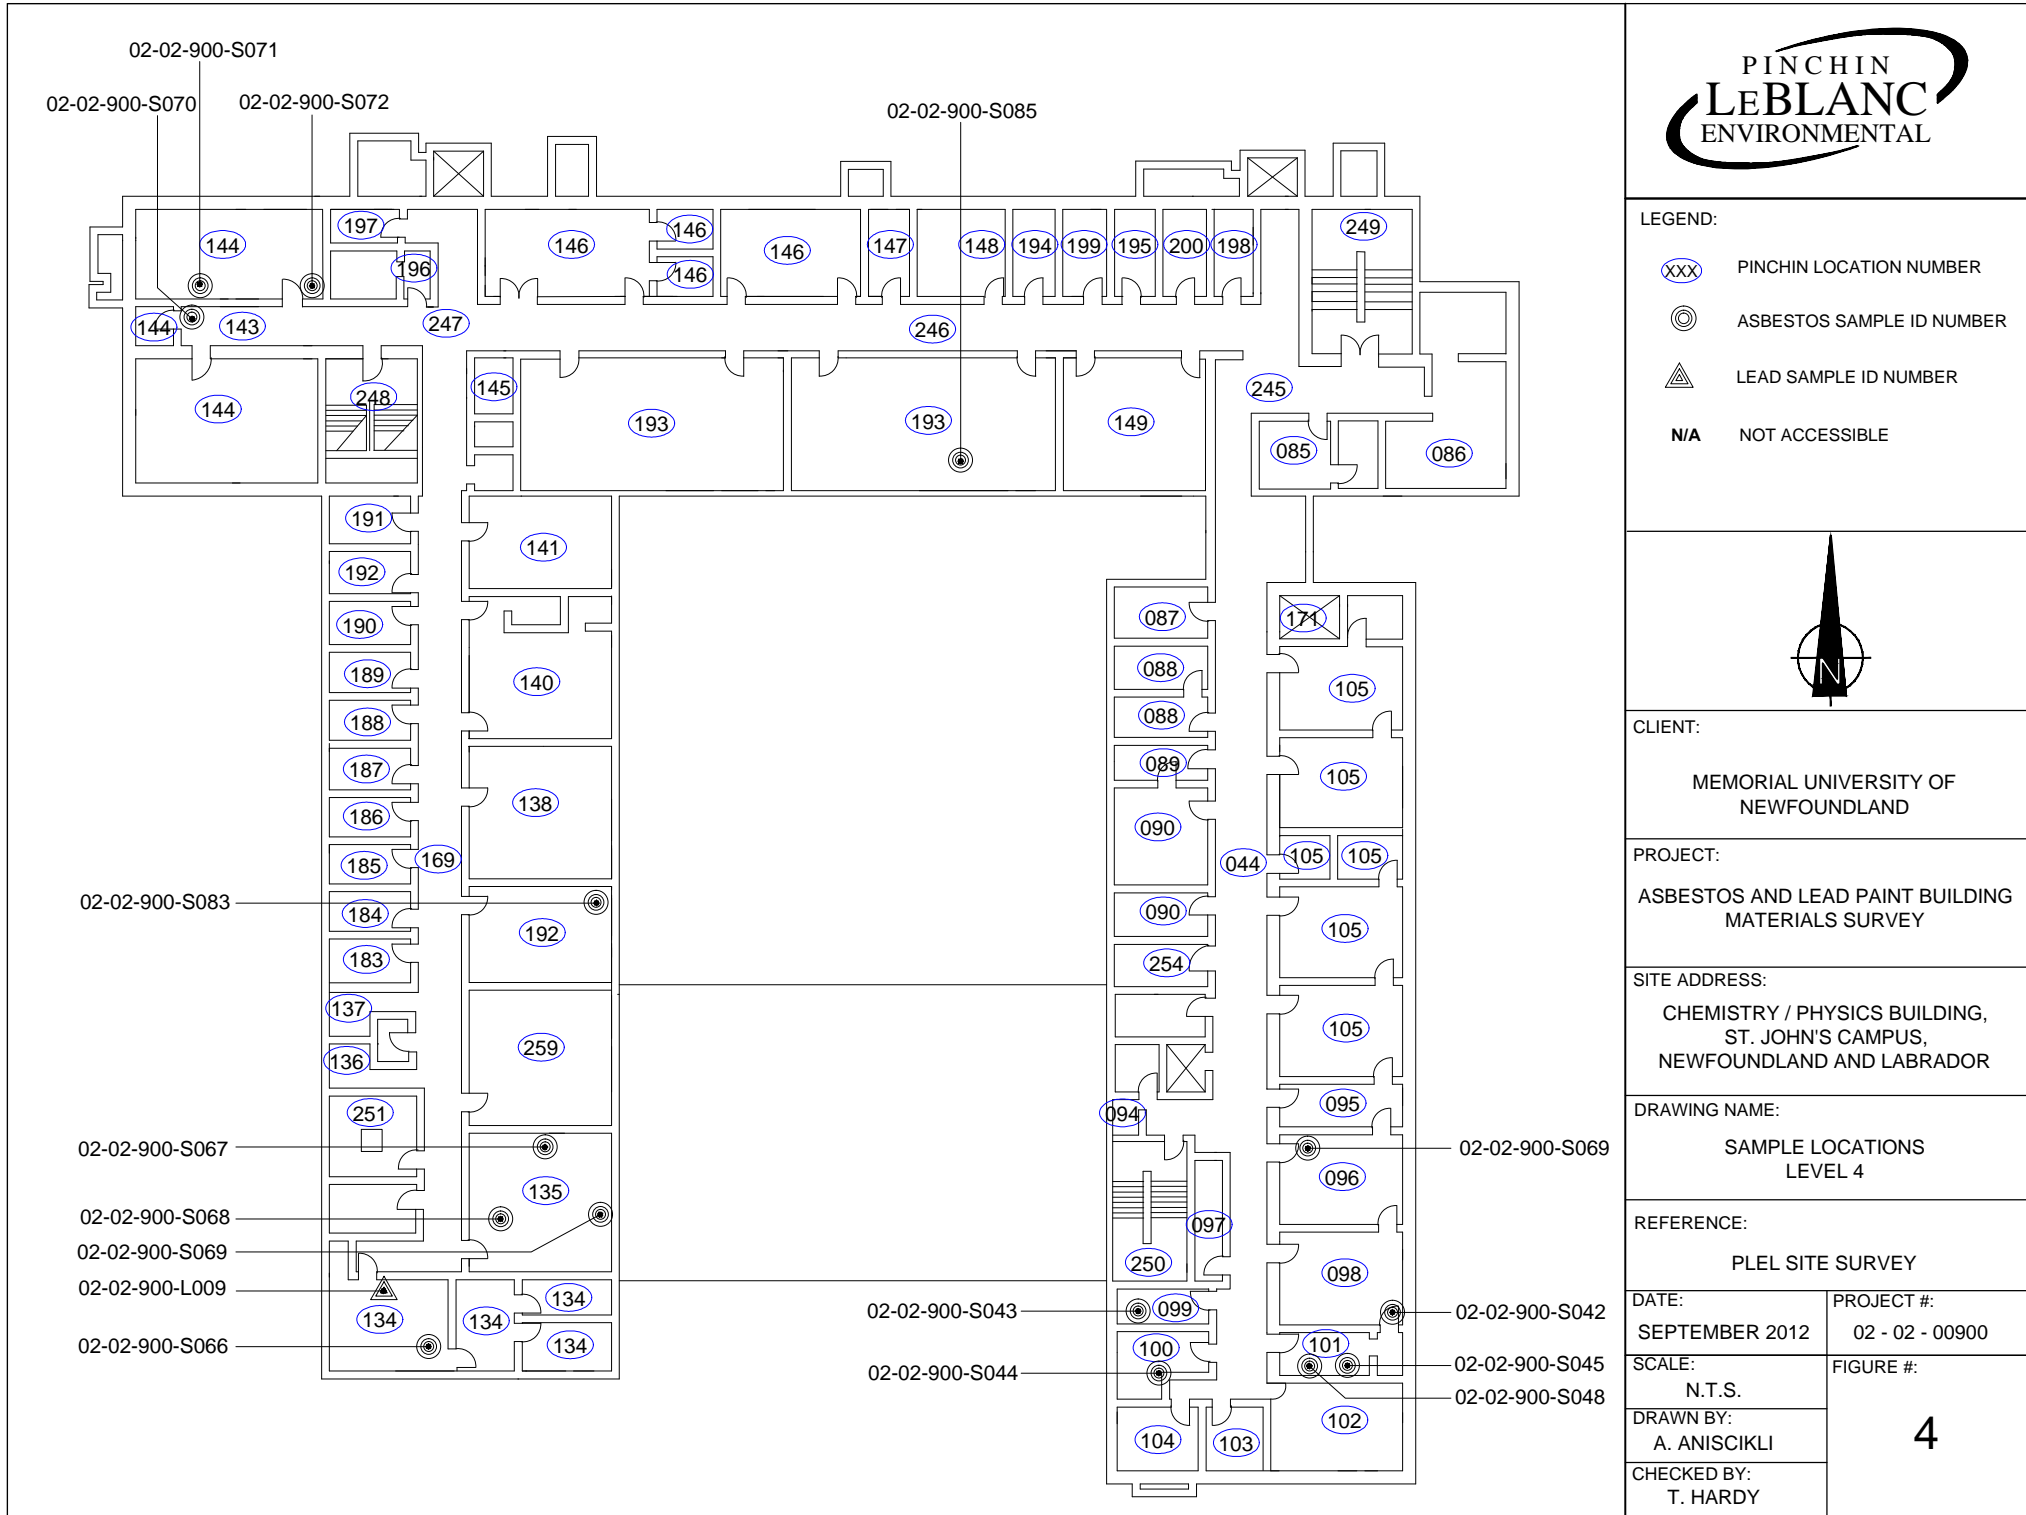 02-02-900-S071
02-02-900-S070
02-02-900-S072
02-02-900-S085
144
197
196
146
146
146
146
147
148
194
199
195
200
198
249
144
143
247
246
245
144
248
145
193
193
149
085
086
191
141
192
190
140
189
188
187
138
186
185
169
02-02-900-S083
184
192
183
137
259
136
251
02-02-900-S067
135
02-02-900-S068
02-02-900-S069
02-02-900-L009
134
134
134
134
02-02-900-S066
087
171
088
105
088
089
105
090
044
105
105
090
105
254
105
094
095
02-02-900-S069
096
097
250
098
02-02-900-S043
099
02-02-900-S042
100
101
02-02-900-S044
02-02-900-S045
02-02-900-S048
102
104
103
PINCHIN
LEBLANC
ENVIRONMENTAL
LEGEND:
XXX PINCHIN LOCATION NUMBER
ASBESTOS SAMPLE ID NUMBER
LEAD SAMPLE ID NUMBER
N/A NOT ACCESSIBLE
N
CLIENT:
MEMORIAL UNIVERSITY OF
NEWFOUNDLAND
PROJECT:
ASBESTOS AND LEAD PAINT BUILDING
MATERIALS SURVEY
SITE ADDRESS:
CHEMISTRY / PHYSICS BUILDING,
ST. JOHN'S CAMPUS,
NEWFOUNDLAND AND LABRADOR
DRAWING NAME:
SAMPLE LOCATIONS
LEVEL 4
REFERENCE:
PLEL SITE SURVEY
DATE:
SEPTEMBER 2012
PROJECT #:
02 - 02 - 00900
SCALE:
N.T.S.
FIGURE #:
4
DRAWN BY:
A. ANISCIKLI
CHECKED BY:
T. HARDY